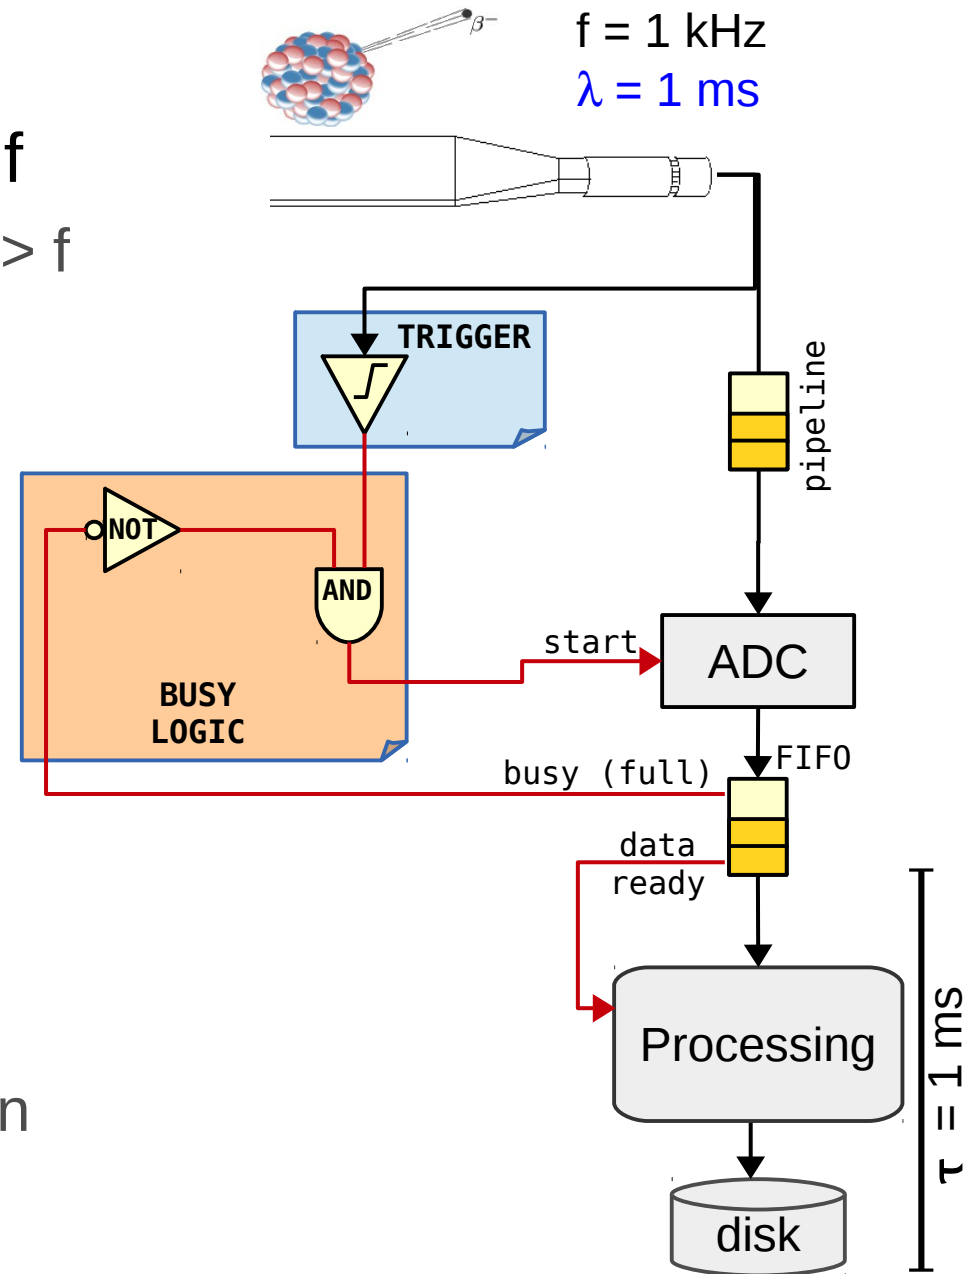 β⁻
f = 1 kHz
λ = 1 ms
f
> f
TRIGGER
pipeline
NOT
AND
start
ADC
BUSY
LOGIC
FIFO
busy (full)
data
ready
Processing
τ = 1 ms
n
disk